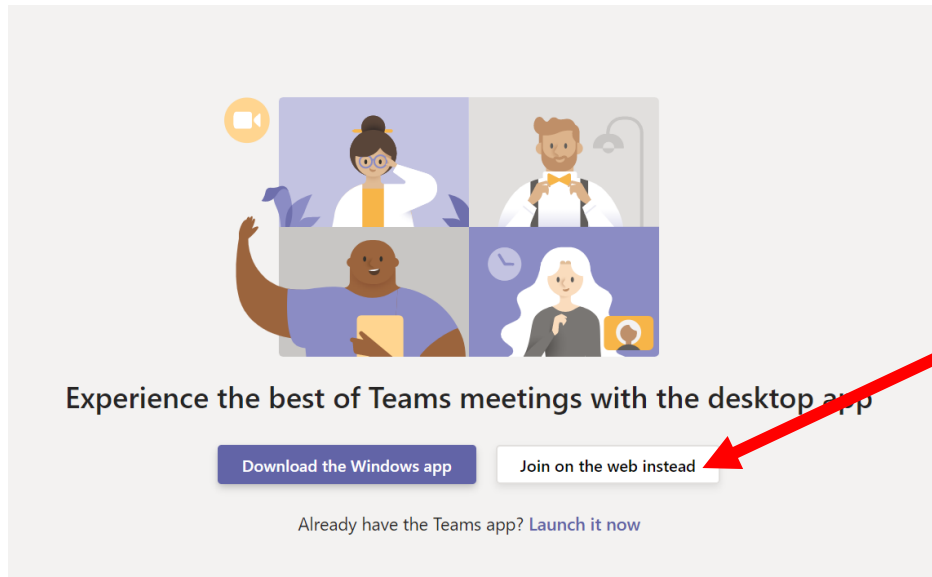 Experience the best of Teams meetings with the desktop app
Download the Windows app
Join on the web instead
Already have the Teams app? Launch it now